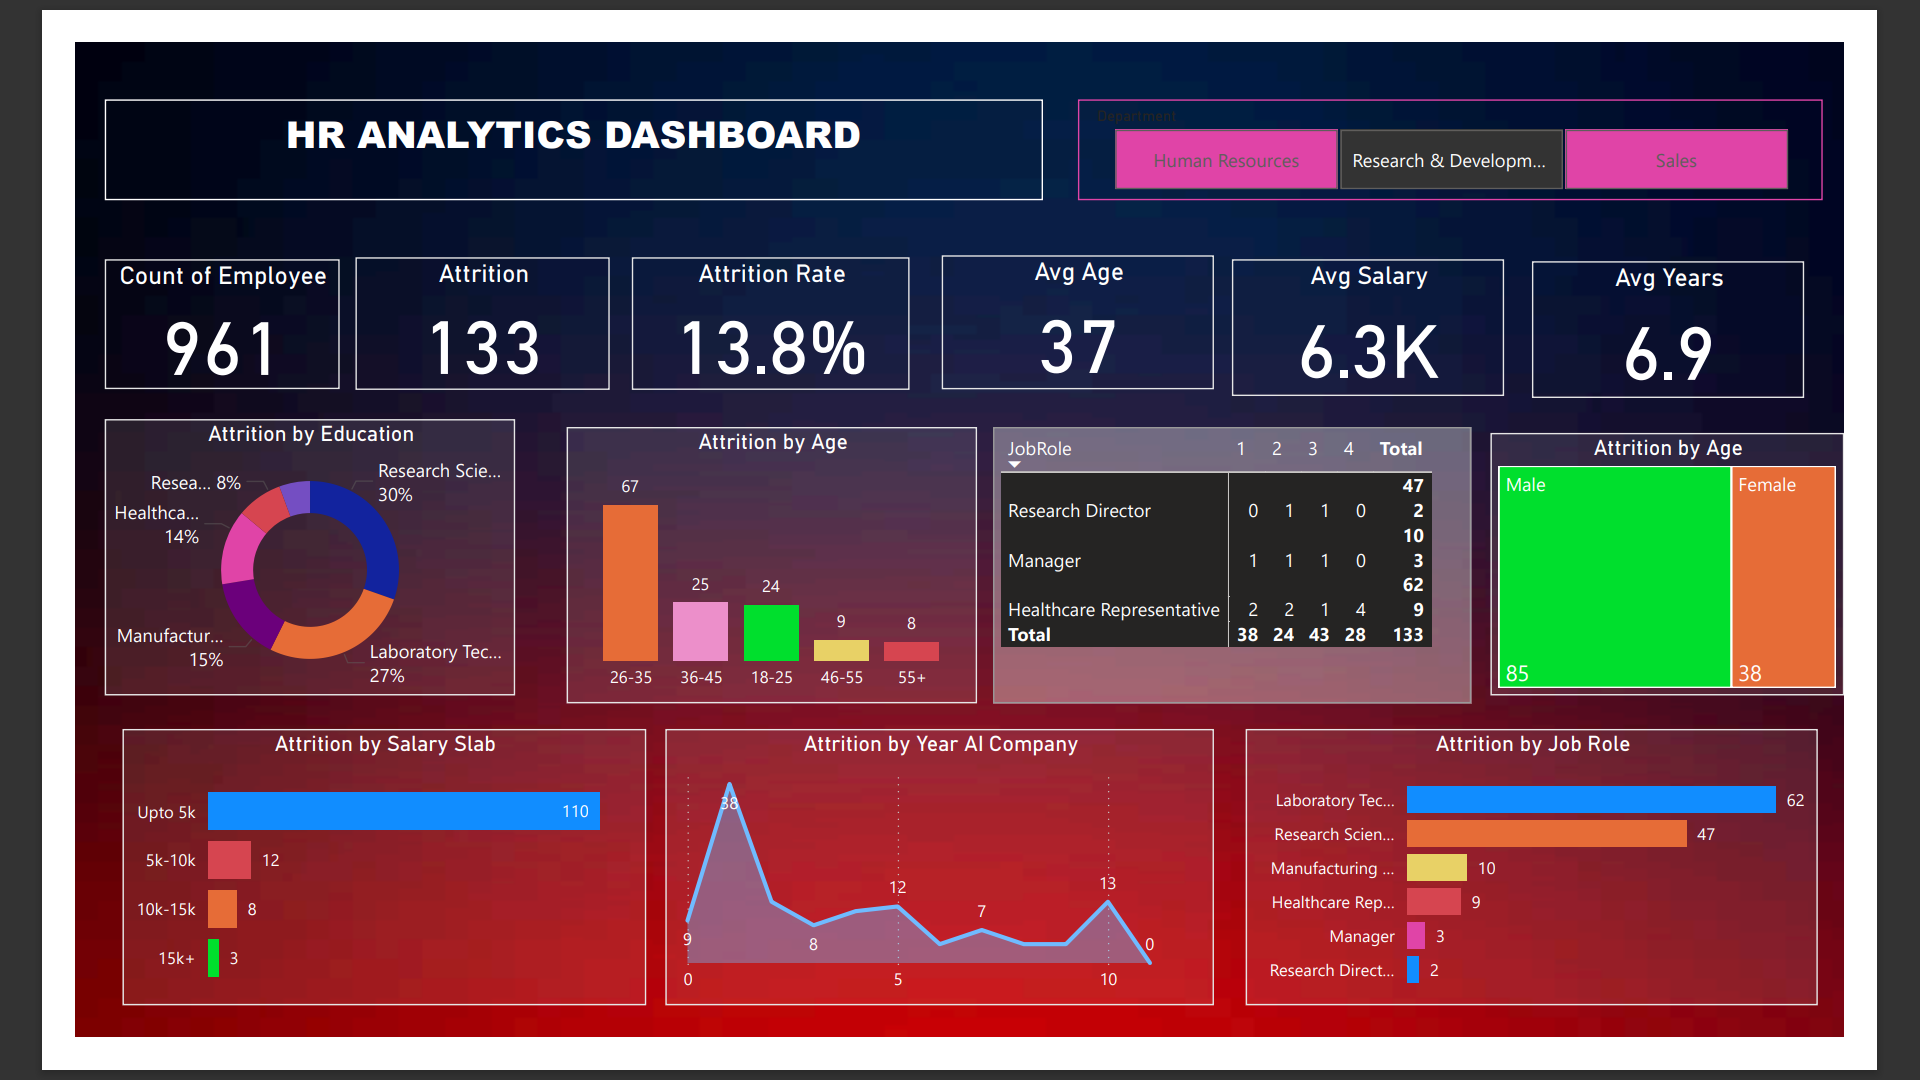 HR ANALYTICS DASHBOARD
Department
Human Resources
Research & Developm...
Sales
Count of Employee
961
Attrition
133
Attrition Rate
13.8%
Avg Age
37
Avg Salary
6.3K
Avg Years
6.9
Attrition by Education
Research Scie...
30%
Laboratory Tec...
27%
Manufactur...
15%
Healthca...
14%
Resea... 8%
Attrition by Age
67
25
24
9
8
26-35 36-45 18-25 46-55 55+
JobRole 1 2 3 4 Total
47
Research Director 0 1 1 0 2
10
Manager 1 1 1 0 3
62
Healthcare Representative 2 2 1 4 9
Total 38 24 43 28 133
Attrition by Age
Male
85
Female
38
Attrition by Salary Slab
Upto 5k 110
5k-10k 12
10k-15k 8
15k+ 3
Attrition by Year AI Company
9
38
8
12
7
13
0
0 5 10
Attrition by Job Role
Laboratory Tec... 62
Research Scien... 47
Manufacturing ... 10
Healthcare Rep... 9
Manager 3
Research Direct... 2